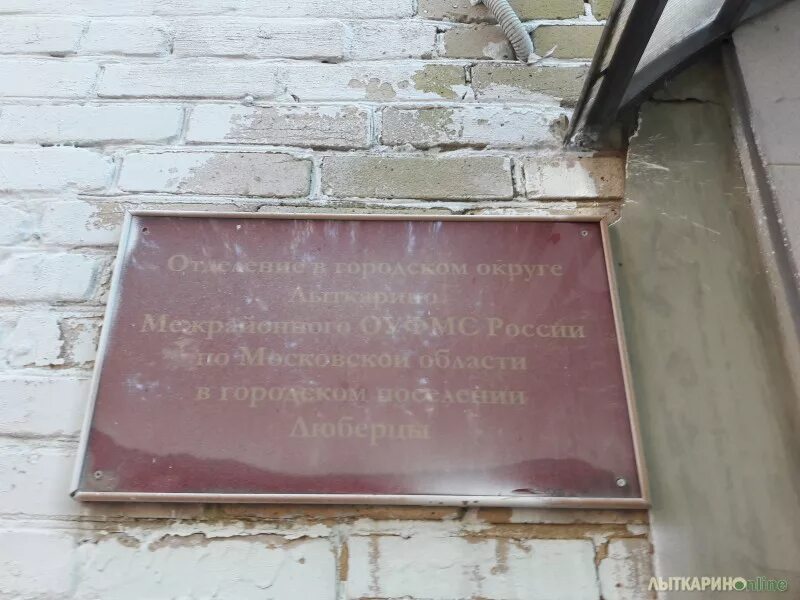 Отделение в городском округе
Лыткарино
Межрайонного ОУФМС России
по Московской области
в городском поселении
Люберцы
ЛЫТКАРИНОonline